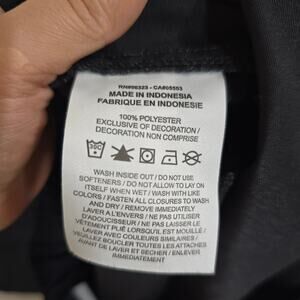 RN#96323 - CA#05553
MADE IN INDONESIA
FABRIQUE EN INDONESIE
100% POLYESTER
EXCLUSIVE OF DECORATION /
DECORATION NON COMPRISE
WASH INSIDE OUT / DO NOT USE
SOFTENERS / DO NOT ALLOW TO LAY ON
ITSELF WHEN WET / WASH WITH LIKE
COLORS / FASTEN ALL CLOSURES TO WASH
AND DRY / REMOVE IMMEDIATELY
LAVER A L'ENVERS / NE PAS UTILISER
D'ADOUCISSEUR / NE PAS LAISSER LE
VÊTEMENT PLIÉ LORSQU'IL EST MOUILLÉ
LAVER AVEC COULEURS SIMILAIRES /
VEUILLEZ BOUCLER TOUTES LES ATTACHES
AVANT DE LAVER ET SECHER / ENLEVER
IMMEDIATEMENT